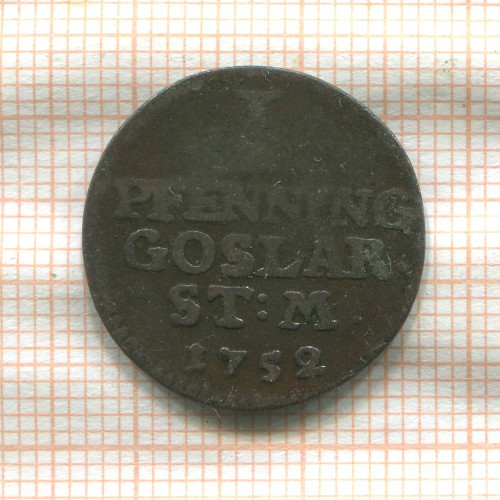 I
PFENNING
GOSLAR.
ST: M.
1752